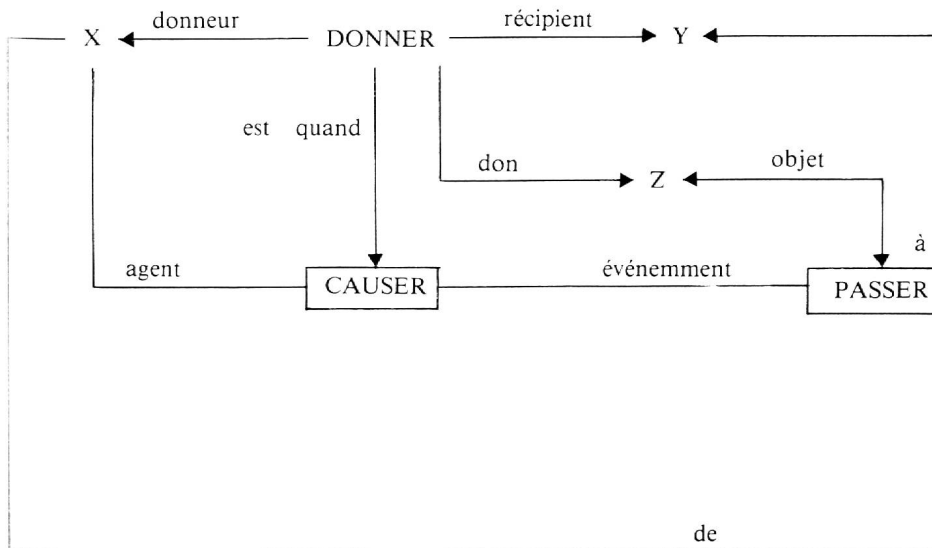 donneur récipient
X DONNER Y
est quand
don Z objet
à
agent événemment
CAUSER PASSER
de